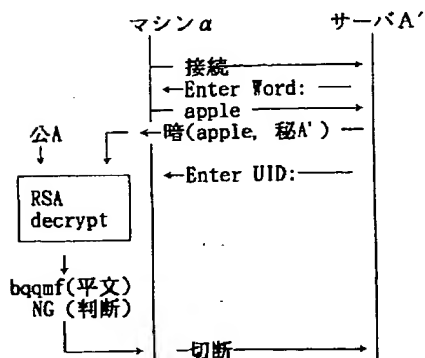 マシンα サーバA′
接続
Enter Word:
apple
公A 暗(apple, 秘A')
Enter UID:
RSA
decrypt
bqqmf(平文)
NG (判断)
切断